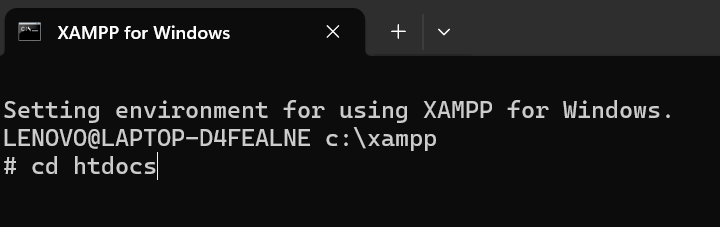 XAMPP for Windows
Setting environment for using XAMPP for Windows.
LENOVO@LAPTOP-D4FEALNE c:\xampp
# cd htdocs